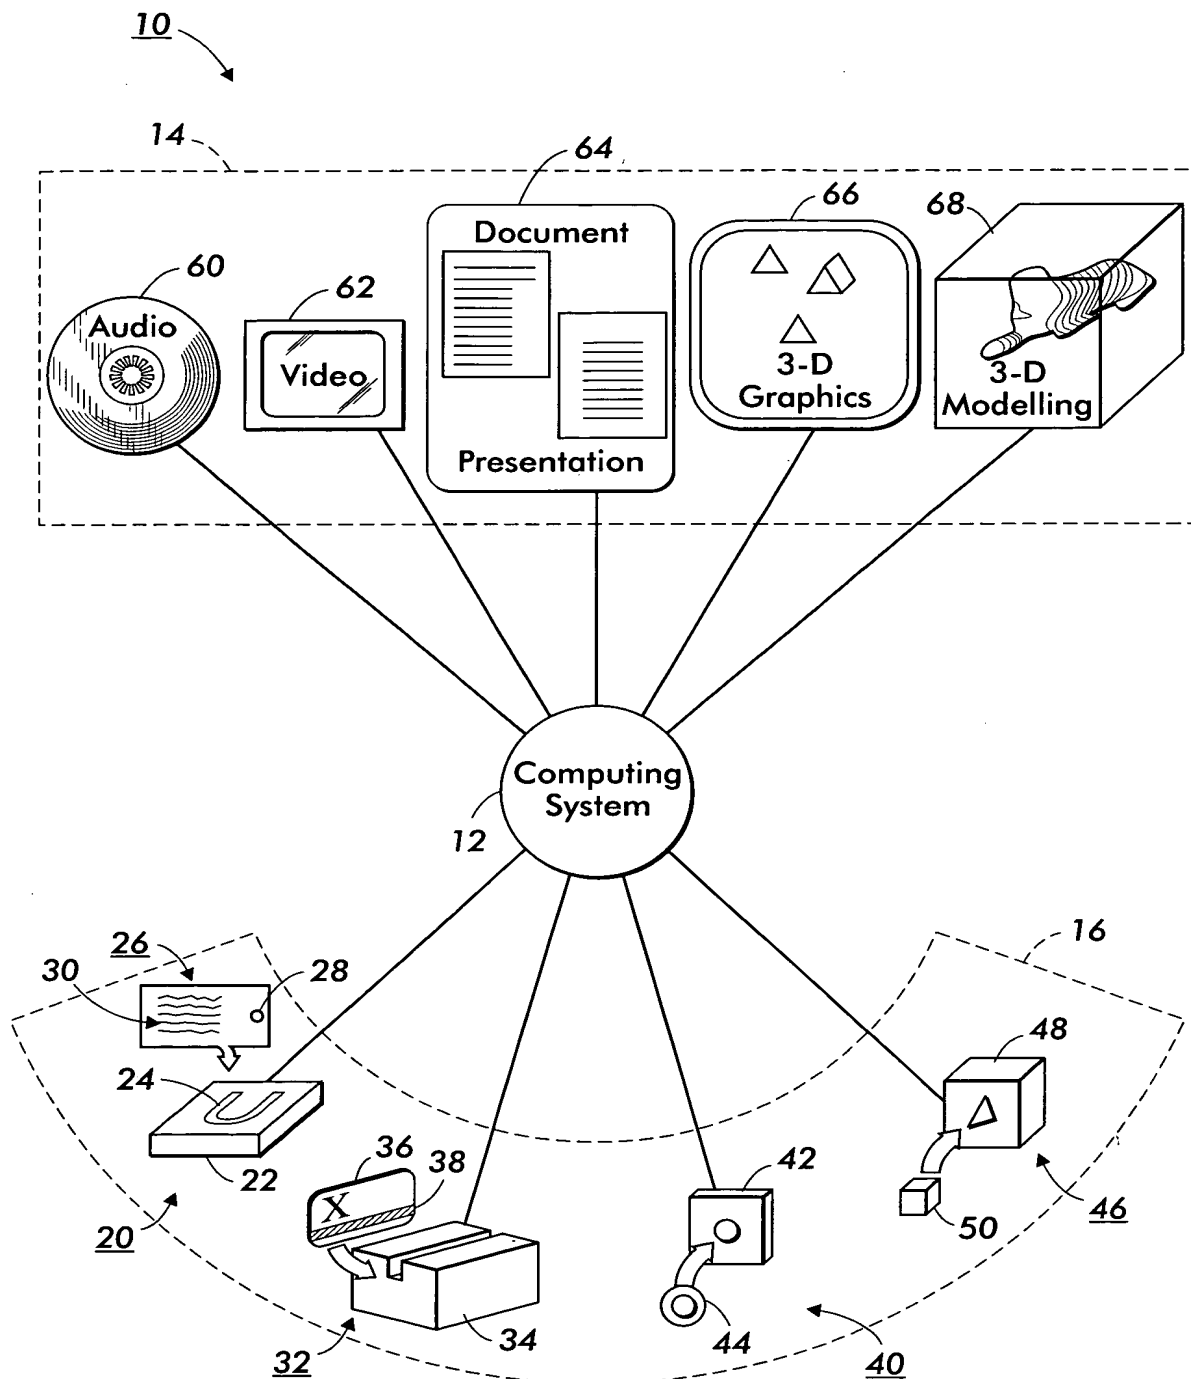 10
14
64
66
68
60
62
Document
Audio
Video
3-D
Graphics
3-D
Modelling
Presentation
Computing
System
12
16
26
30
28
24
48
22
36
38
42
20
X
50
46
44
34
32
40